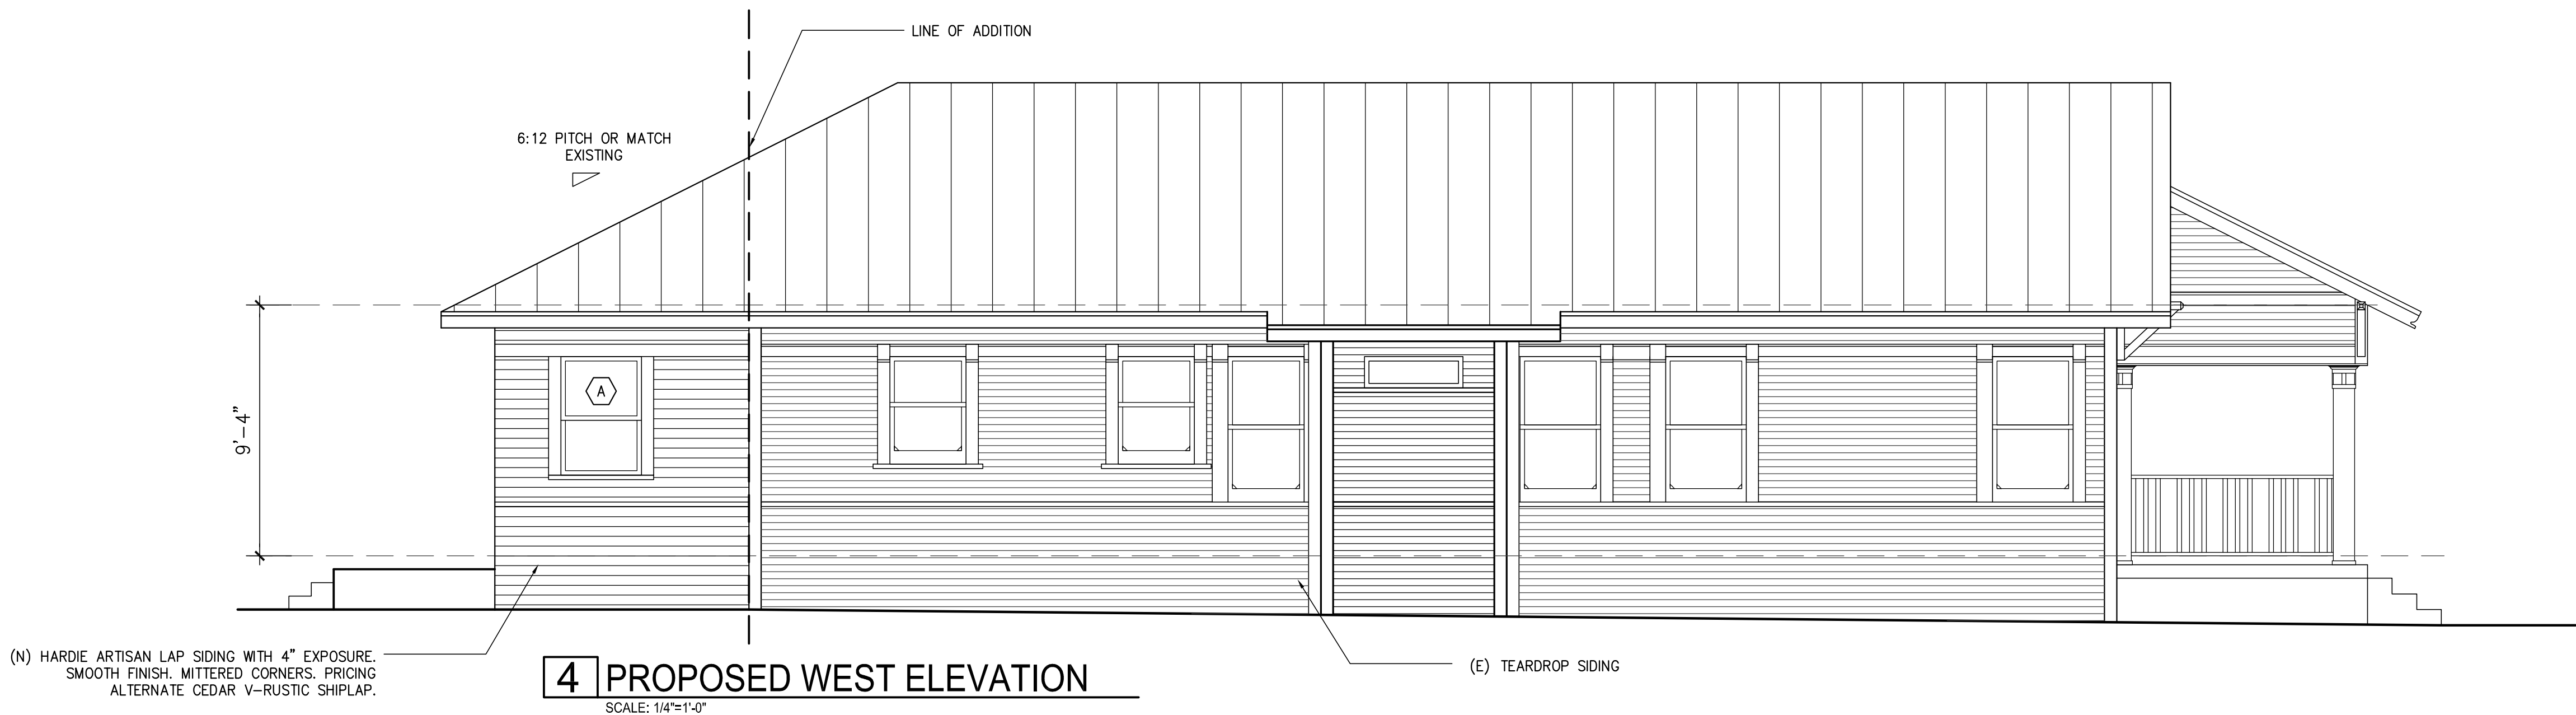 LINE OF ADDITION
6:12 PITCH OR MATCH
EXISTING
A
9'-4"
(N) HARDIE ARTISAN LAP SIDING WITH 4" EXPOSURE.
SMOOTH FINISH. MITTERED CORNERS. PRICING
ALTERNATE CEDAR V-RUSTIC SHIPLAP.
(E) TEARDROP SIDING
4 PROPOSED WEST ELEVATION
SCALE: 1/4"=1'-0"